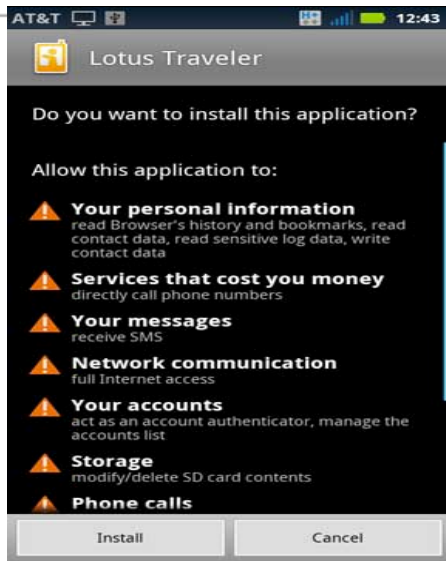 AT&T 12:43
Lotus Traveler
Do you want to install this application?
Allow this application to:
Your personal information
read Browser's history and bookmarks, read
contact data, read sensitive log data, write
contact data
Services that cost you money
directly call phone numbers
Your messages
receive SMS
Network communication
full Internet access
Your accounts
act as an account authenticator, manage the
accounts list
Storage
modify/delete SD card contents
Phone calls
Install Cancel